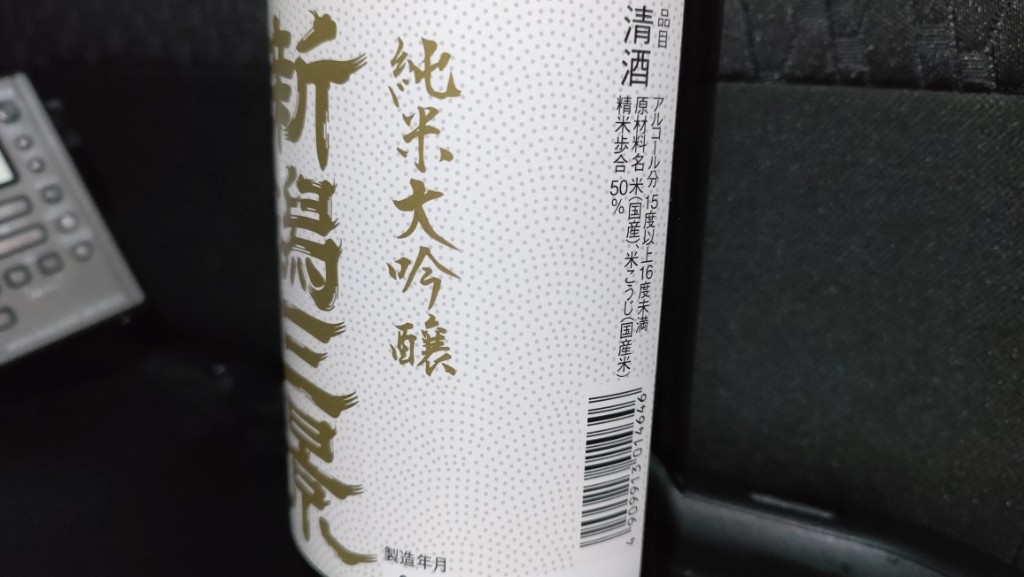 品目
清酒
アルコール分 15度以上16度未満
原材料名 米(国産)、米こうじ(国産米)
精米歩合 50%
純米大吟醸
新潟三景
製造年月
4909913014646